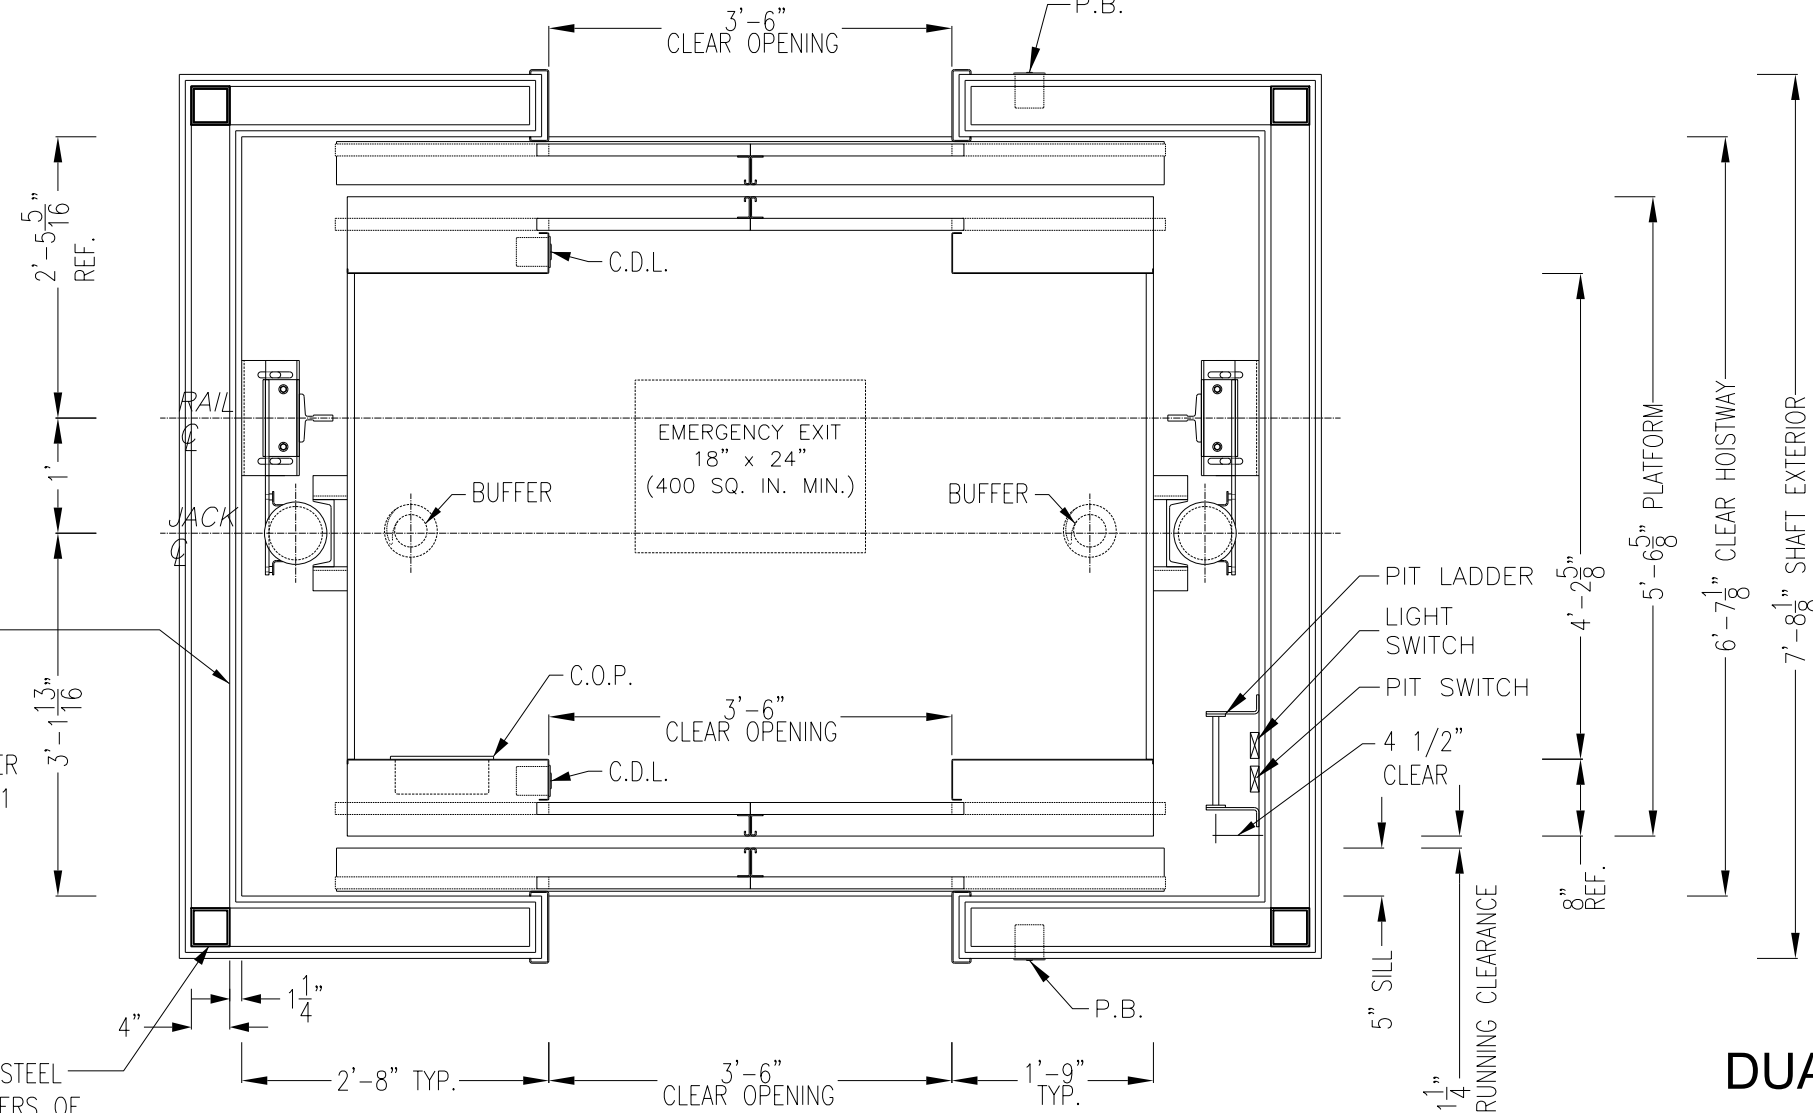 P.B.
3'-6"
CLEAR OPENING
2'-5 5/16"
REF.
C.D.L.
RAIL
℄
1'
EMERGENCY EXIT
18" x 24"
(400 SQ. IN. MIN.)
BUFFER
BUFFER
JACK
℄
5'-6 5/8" PLATFORM
6'-7 1/8" CLEAR HOISTWAY
7'-8 1/8" SHAFT EXTERIOR
4'-2 5/8"
PIT LADDER
LIGHT
SWITCH
PIT SWITCH
4 1/2"
CLEAR
3'-1 13/16"
C.O.P.
3'-6"
CLEAR OPENING
C.D.L.
ER
1
8"
REF.
5" SILL
1 1/4"
RUNNING CLEARANCE
1 1/4"
4"
P.B.
STEEL
ERS OF
2'-8" TYP.
3'-6"
CLEAR OPENING
1'-9"
TYP.
DUA